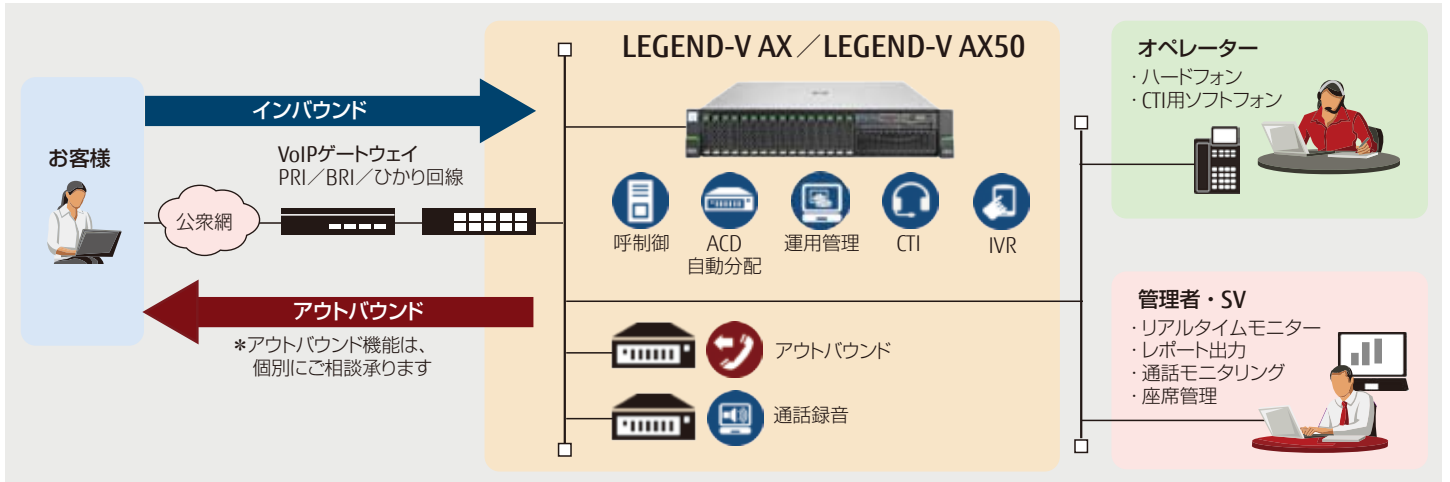 LEGEND-V AX／LEGEND-V AX50
お客様
インバウンド
VoIPゲートウェイ
PRI／BRI／ひかり回線
公衆網
アウトバウンド
＊アウトバウンド機能は、
個別にご相談承ります
呼制御
ACD
自動分配
運用管理
CTI
IVR
アウトバウンド
通話録音
オペレーター
・ハードフォン
・CTI用ソフトフォン
管理者・SV
・リアルタイムモニター
・レポート出力
・通話モニタリング
・座席管理